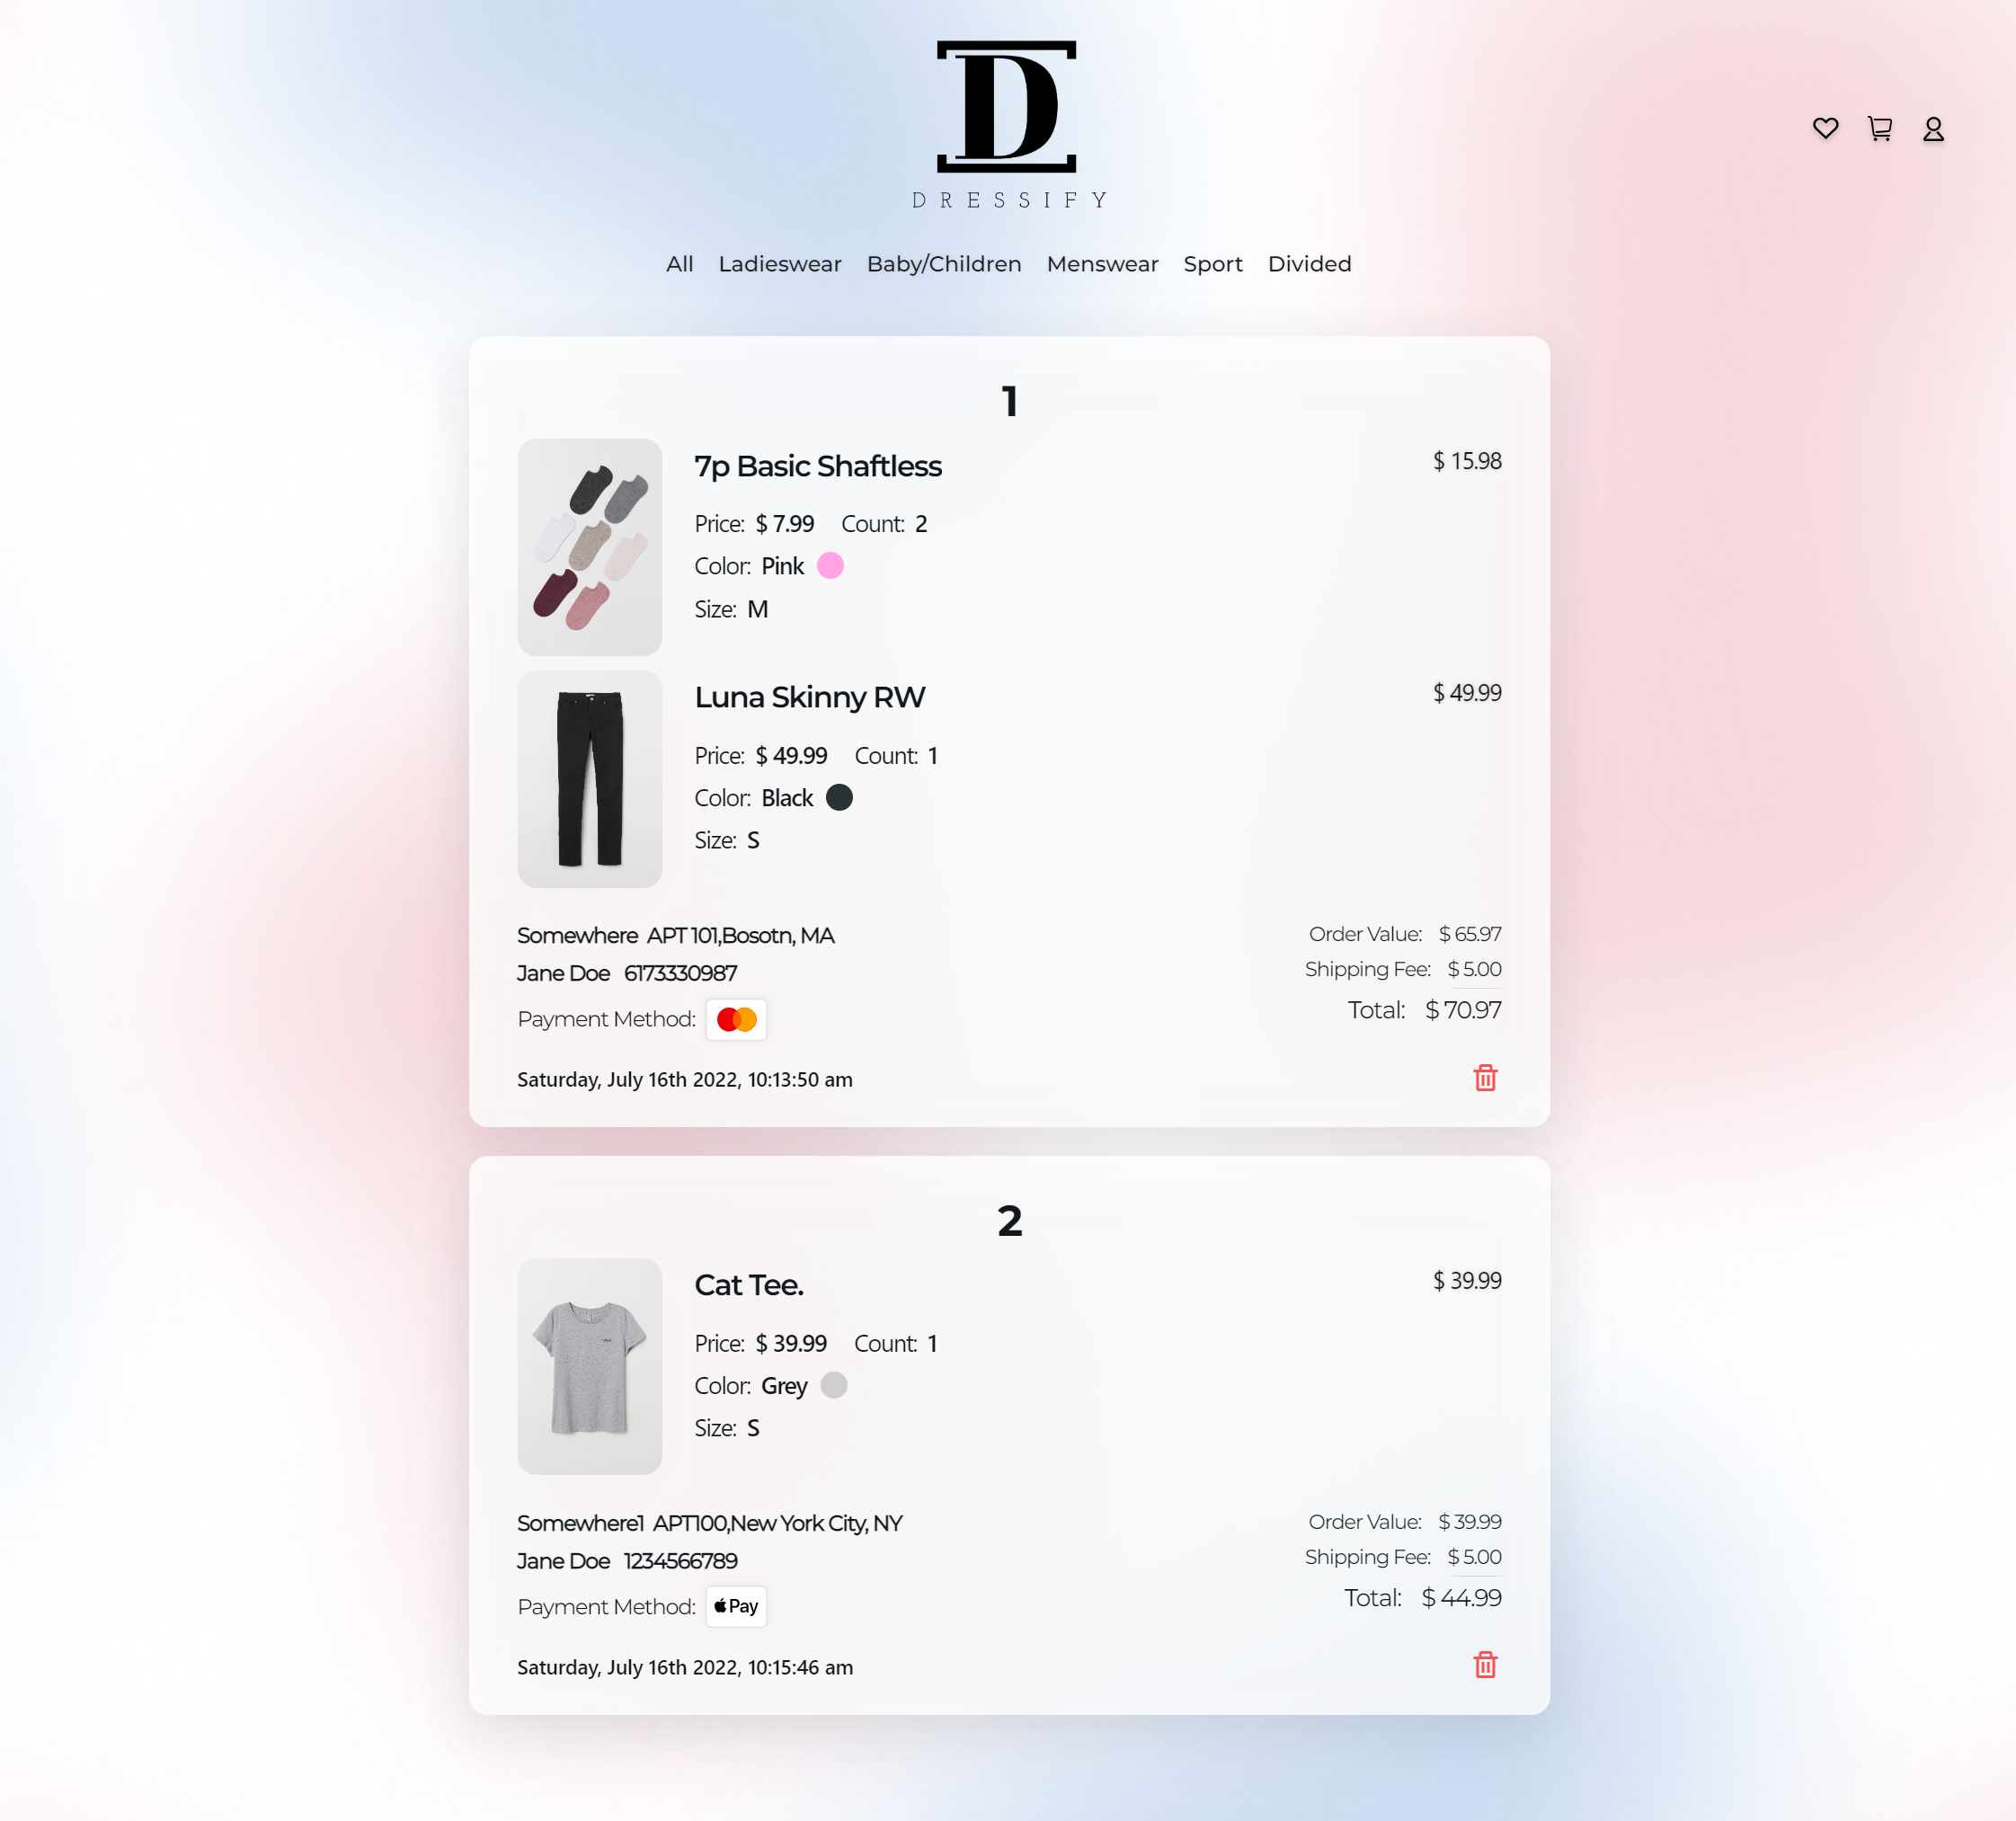 D
DRESSIFY
All Ladieswear Baby/Children Menswear Sport Divided
1
7p Basic Shaftless $ 15.98
Price: $ 7.99 Count: 2
Color: Pink
Size: M
Luna Skinny RW $ 49.99
Price: $ 49.99 Count: 1
Color: Black
Size: S
Somewhere APT 101,Bosotn, MA
Order Value: $ 65.97
Jane Doe 6173330987
Shipping Fee: $ 5.00
Payment Method:
Total: $ 70.97
Saturday, July 16th 2022, 10:13:50 am
2
Cat Tee. $ 39.99
Price: $ 39.99 Count: 1
Color: Grey
Size: S
Somewhere1 APT100,New York City, NY
Order Value: $ 39.99
Jane Doe 1234566789
Shipping Fee: $ 5.00
Payment Method: Pay
Total: $ 44.99
Saturday, July 16th 2022, 10:15:46 am